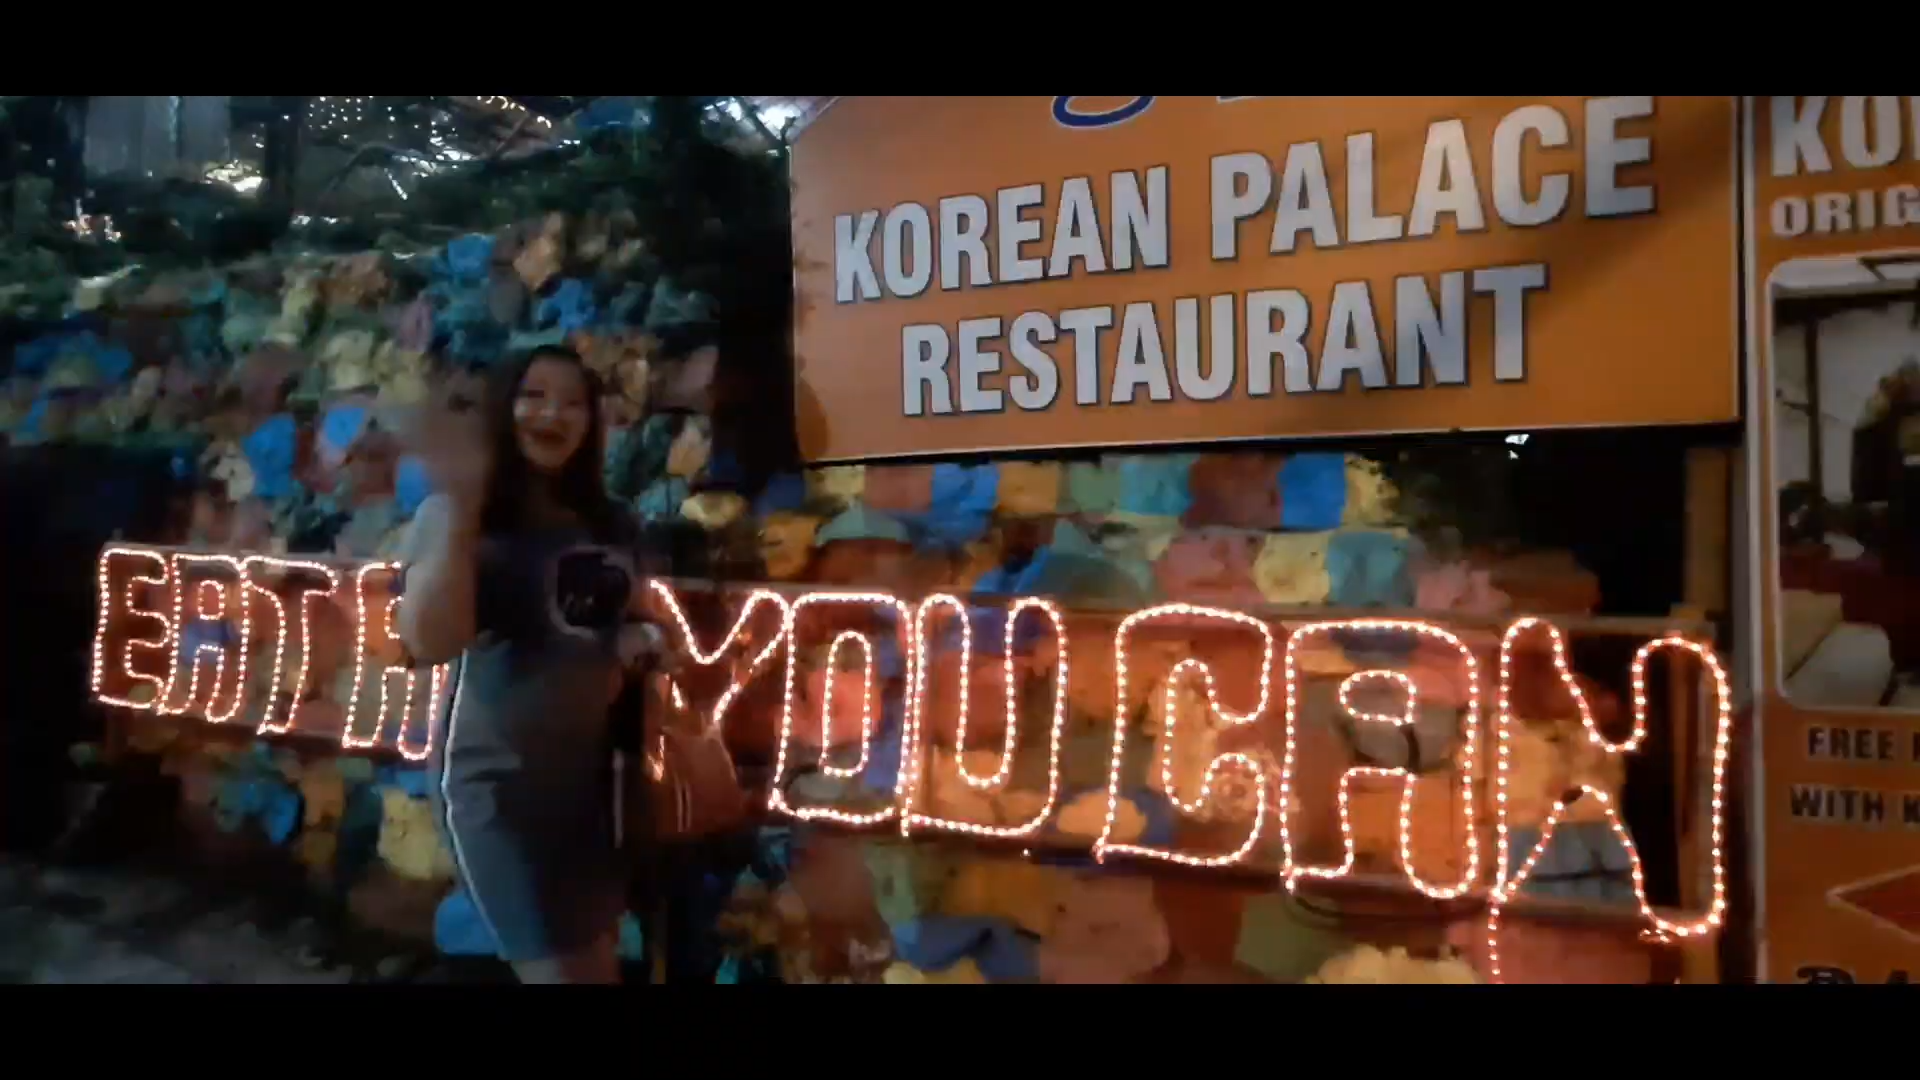 KOREAN PALACE
RESTAURANT
EAT A YOU CAN
KO
ORIG
FREE
WITH K